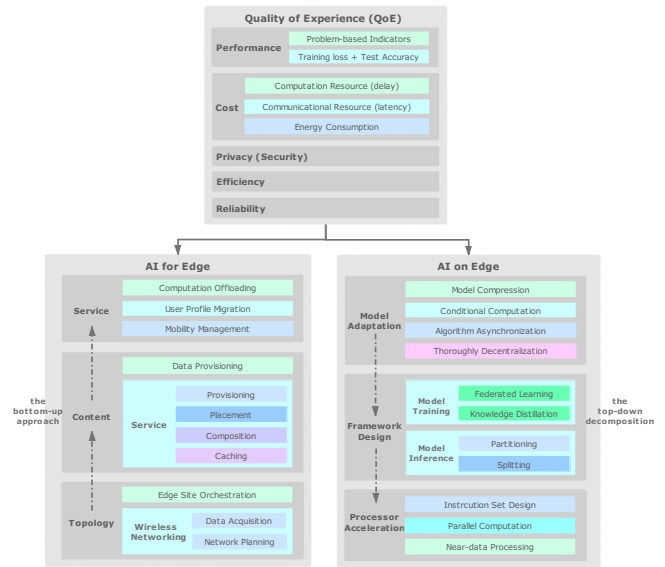 Quality of Experience (QoE)
Performance
Problem-based Indicators
Training loss + Test Accuracy
Cost
Computation Resource (delay)
Communicational Resource (latency)
Energy Consumption
Privacy (Security)
Efficiency
Reliability
AI for Edge
Service
Computation Offloading
User Profile Migration
Mobility Management
the
bottom-up
approach
Content
Data Provisioning
Service
Provisioning
Placement
Composition
Caching
Topology
Edge Site Orchestration
Wireless
Networking
Data Acquisition
Network Planning
AI on Edge
Model
Adaptation
Model Compression
Conditional Computation
Algorithm Asynchronization
Thoroughly Decentralization
the
top-down
decomposition
Framework
Design
Model
Training
Federated Learning
Knowledge Distillation
Model
Inference
Partitioning
Splitting
Processor
Acceleration
Instrcution Set Design
Parallel Computation
Near-data Processing